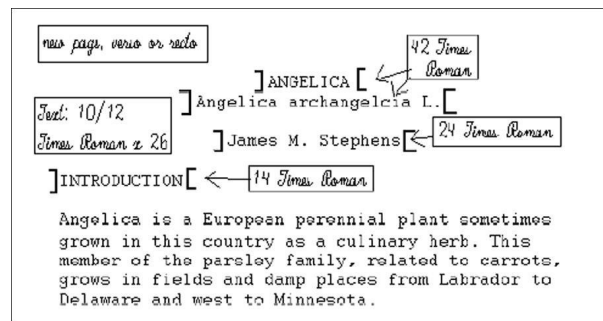 new page, verso or recto
42 Times
Roman
]ANGELICA[
]Angelica archangelcia L.[
Text: 10/12
Times Roman x 26
]James M. Stephens[
24 Times Roman
]INTRODUCTION[
14 Times Roman
Angelica is a European perennial plant sometimes
grown in this country as a culinary herb. This
member of the parsley family, related to carrots,
grows in fields and damp places from Labrador to
Delaware and west to Minnesota.